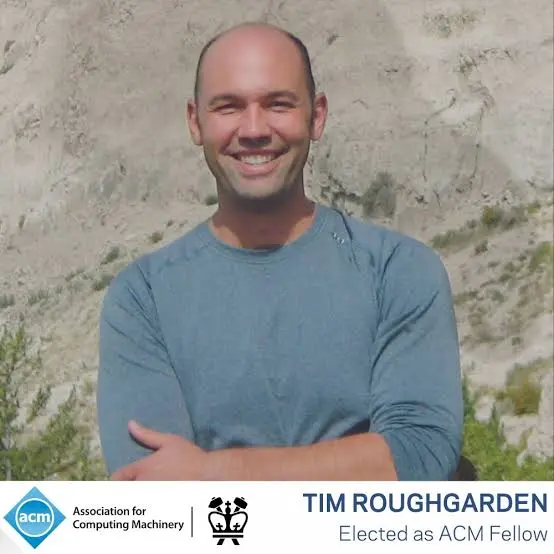 acm
Association for
Computing Machinery
TIM ROUGHGARDEN
Elected as ACM Fellow